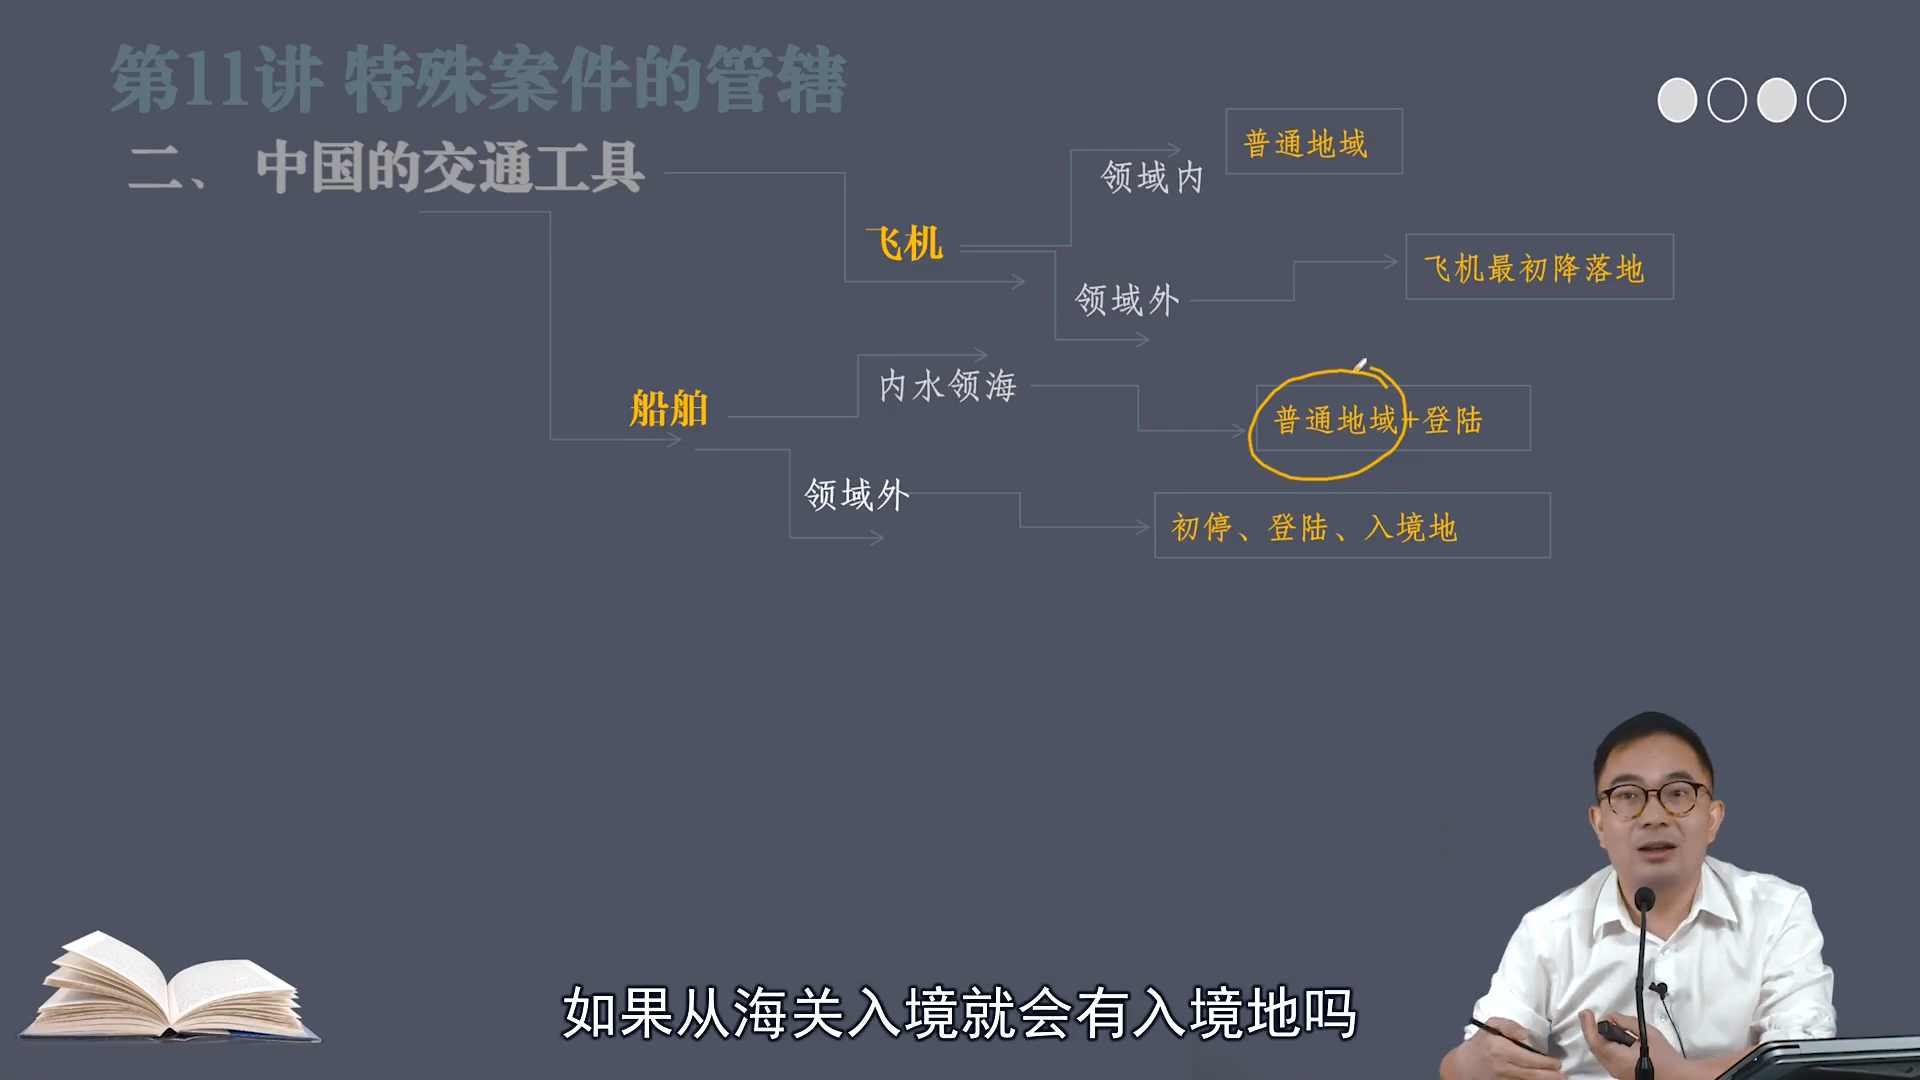 第11讲 特殊案件的管辖
二、 中国的交通工具
飞机
领域内
普通地域
领域外
飞机最初降落地
船舶
内水领海
普通地域+登陆
领域外
初停、登陆、入境地
如果从海关入境就会有入境地吗